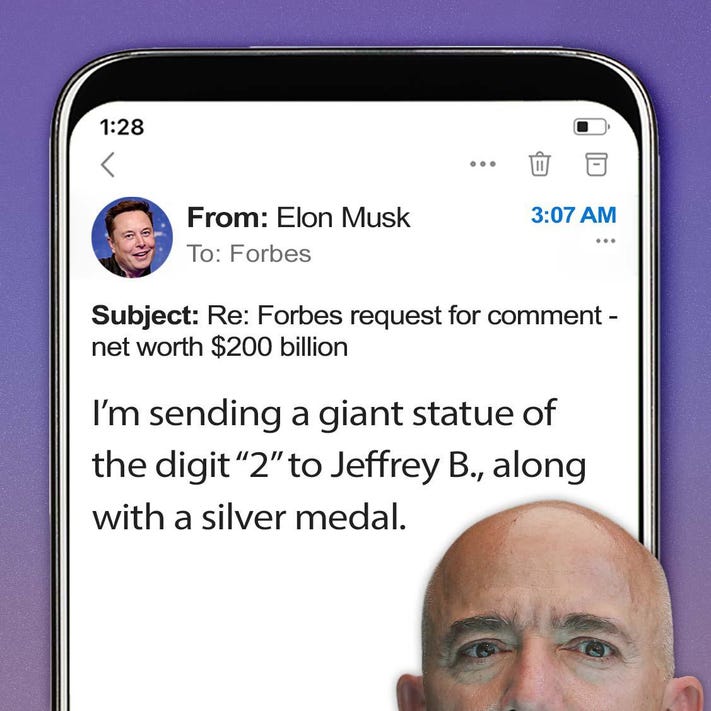 1:28
From: Elon Musk
3:07 AM
To: Forbes
Subject: Re: Forbes request for comment -
net worth $200 billion
I’m sending a giant statue of
the digit “2” to Jeffrey B., along
with a silver medal.